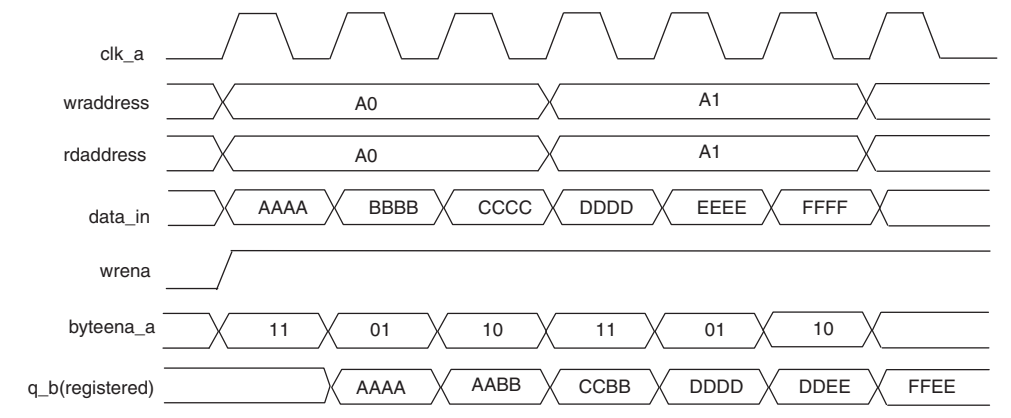 clk_a
wraddress A0 A1
rdaddress A0 A1
data_in AAAA BBBB CCCC DDDD EEEE FFFF
wrena
byteena_a 11 01 10 11 01 10
q_b(registered) AAAA AABB CCBB DDDD DDEE FFEE